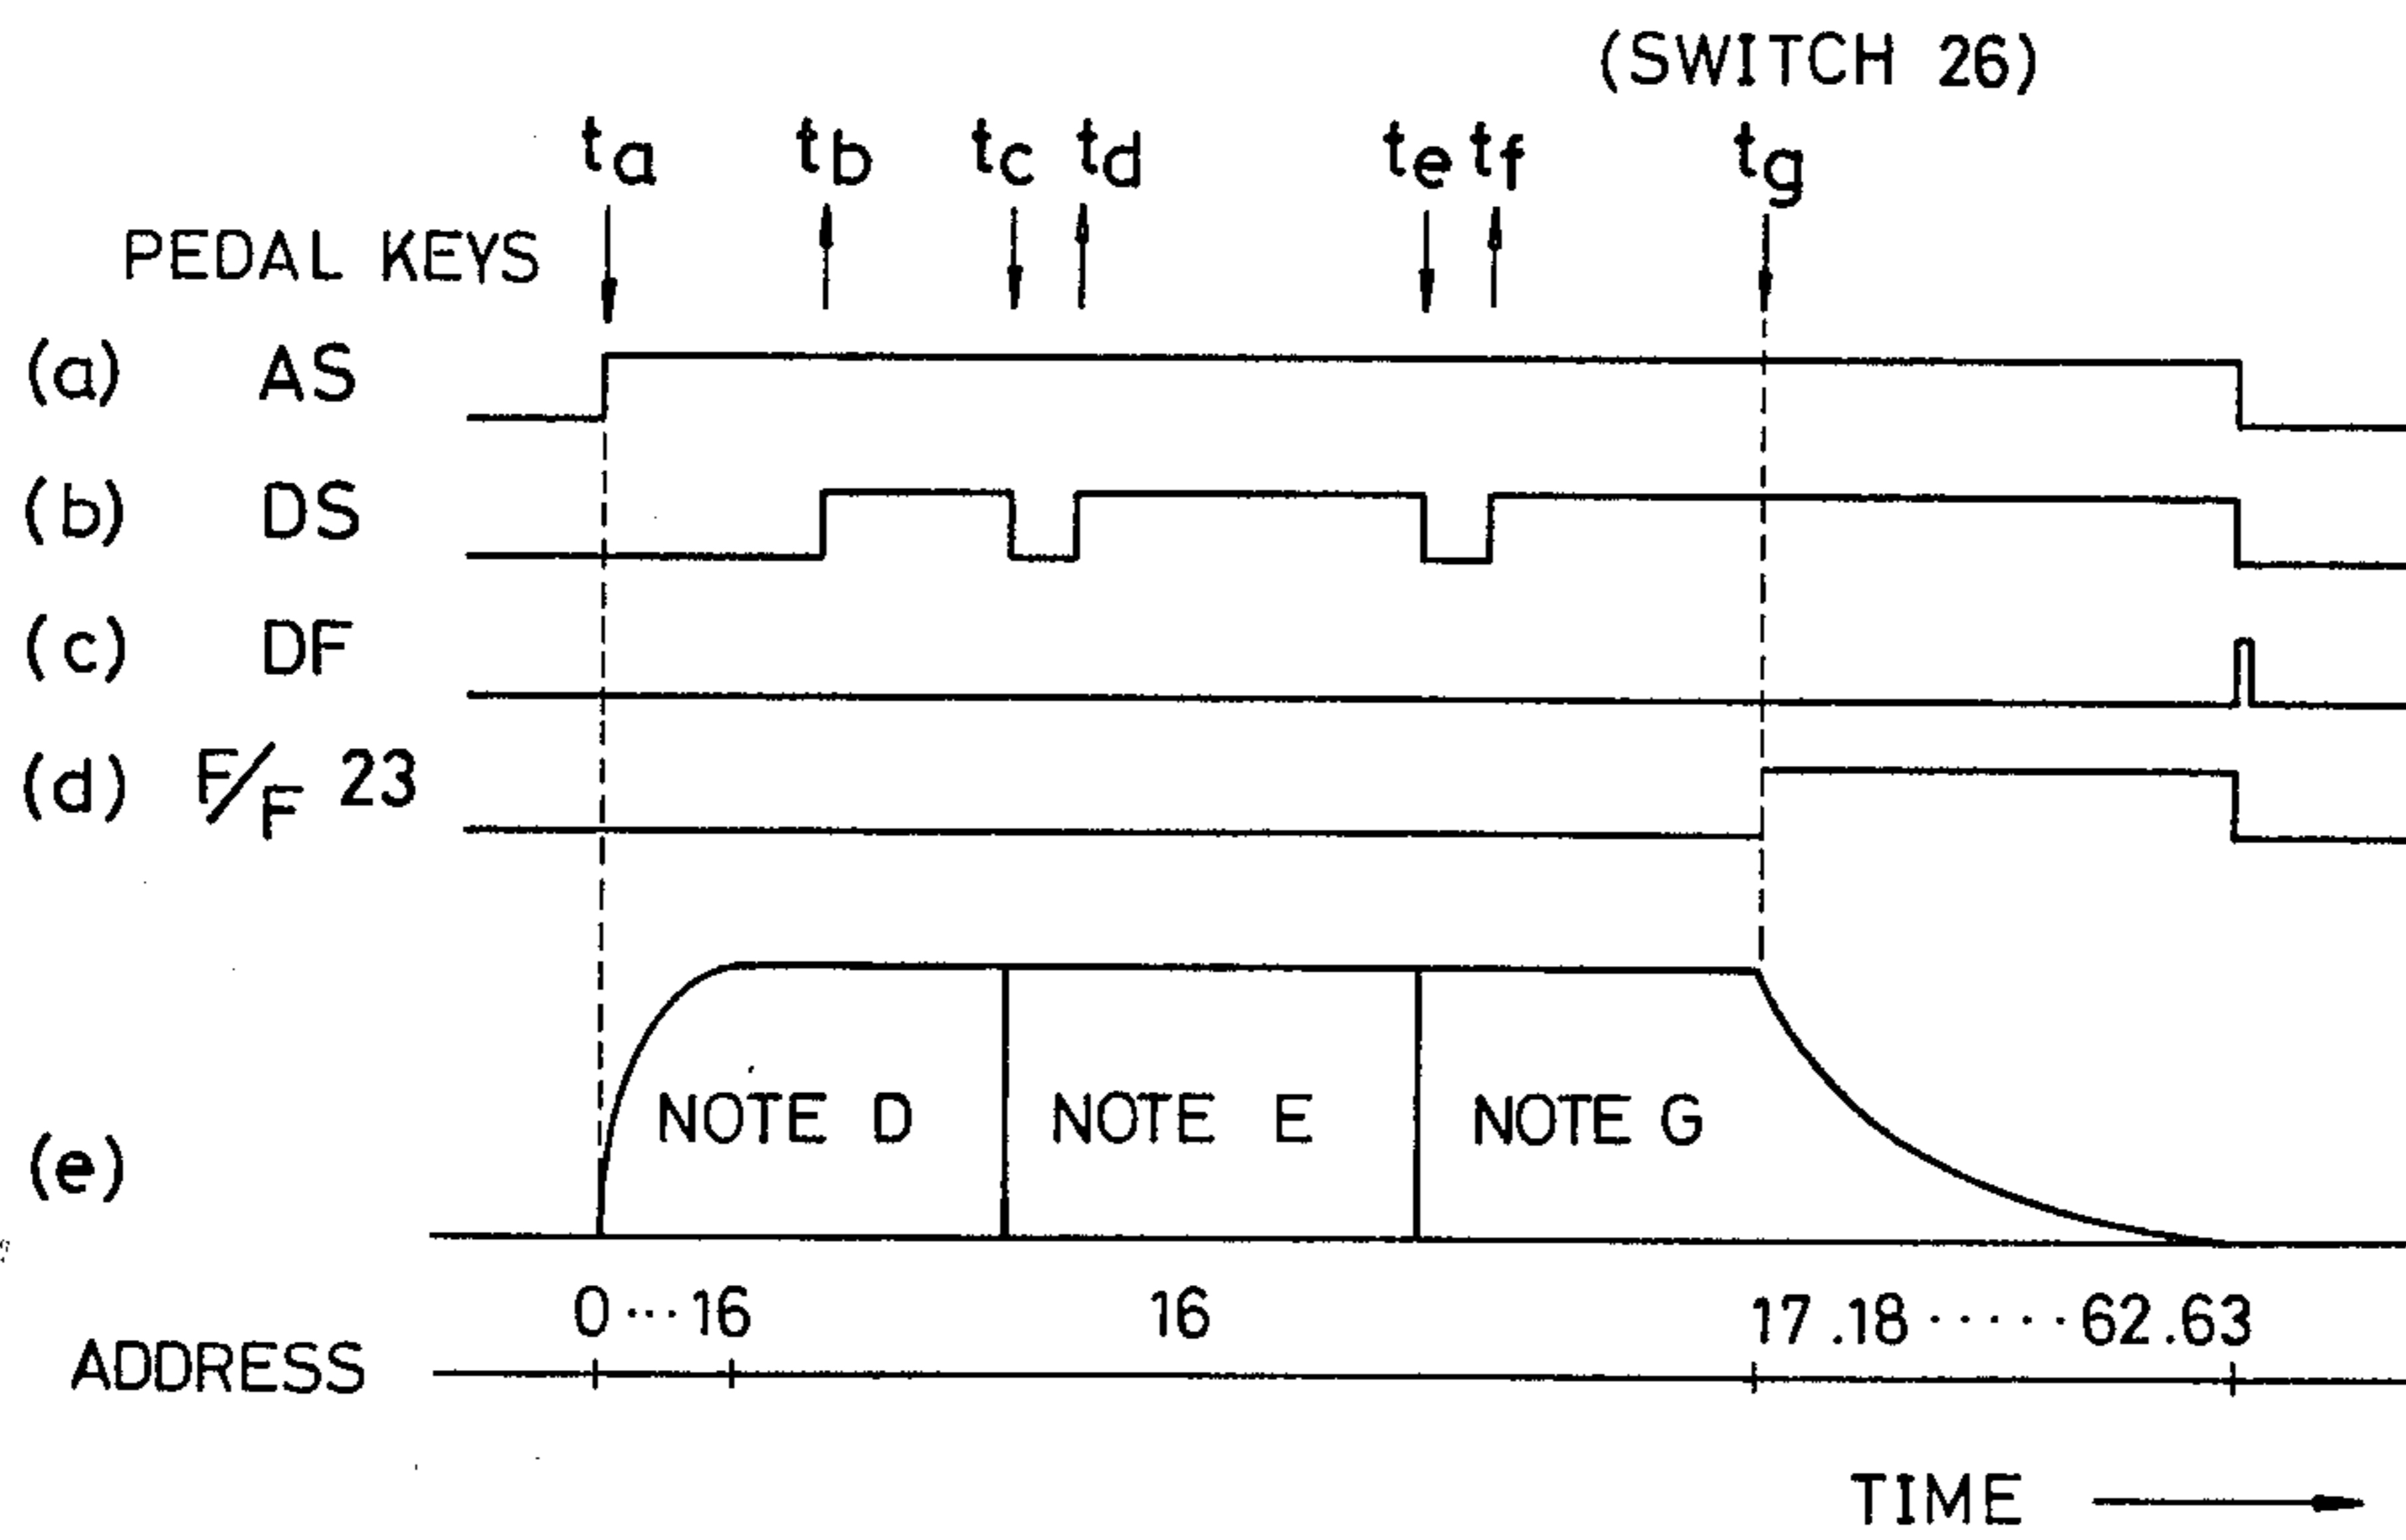 (SWITCH 26)
ta tb tc td te tf tg
PEDAL KEYS
(a) AS
(b) DS
(c) DF
(d) F/F 23
(e) NOTE D NOTE E NOTE G
0...16 16 17.18......62.63
ADDRESS
TIME